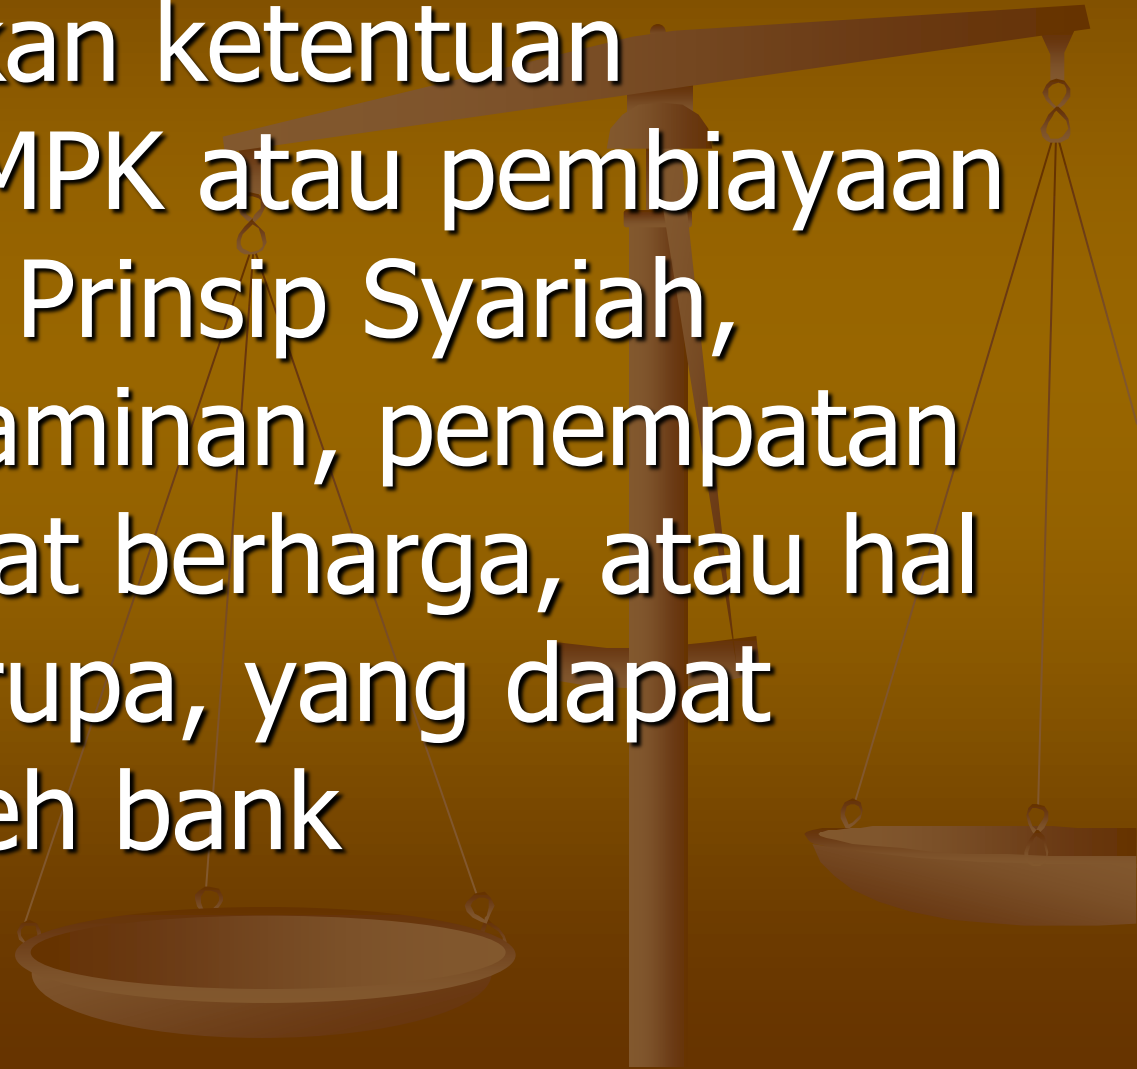 kan ketentuan
MPK atau pembiayaan
Prinsip Syariah,
aminan, penempatan
at berharga, atau hal
rupa, yang dapat
eh bank